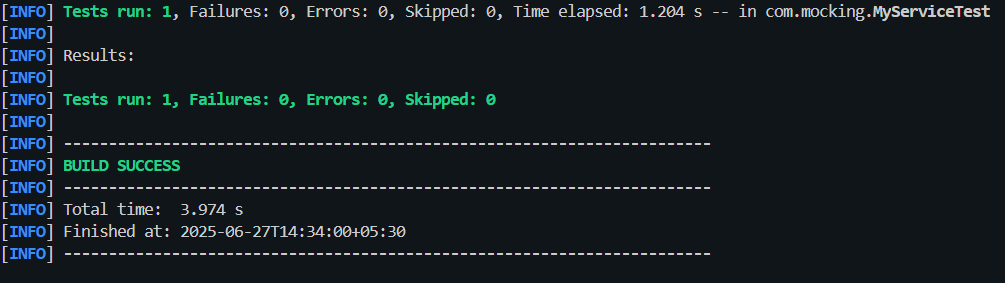 [INFO] Tests run: 1, Failures: 0, Errors: 0, Skipped: 0, Time elapsed: 1.204 s -- in com.mocking.MyServiceTest
[INFO]
[INFO] Results:
[INFO]
[INFO] Tests run: 1, Failures: 0, Errors: 0, Skipped: 0
[INFO]
[INFO] ------------------------------------------------------------------------
[INFO] BUILD SUCCESS
[INFO] ------------------------------------------------------------------------
[INFO] Total time:  3.974 s
[INFO] Finished at: 2025-06-27T14:34:00+05:30
[INFO] ------------------------------------------------------------------------